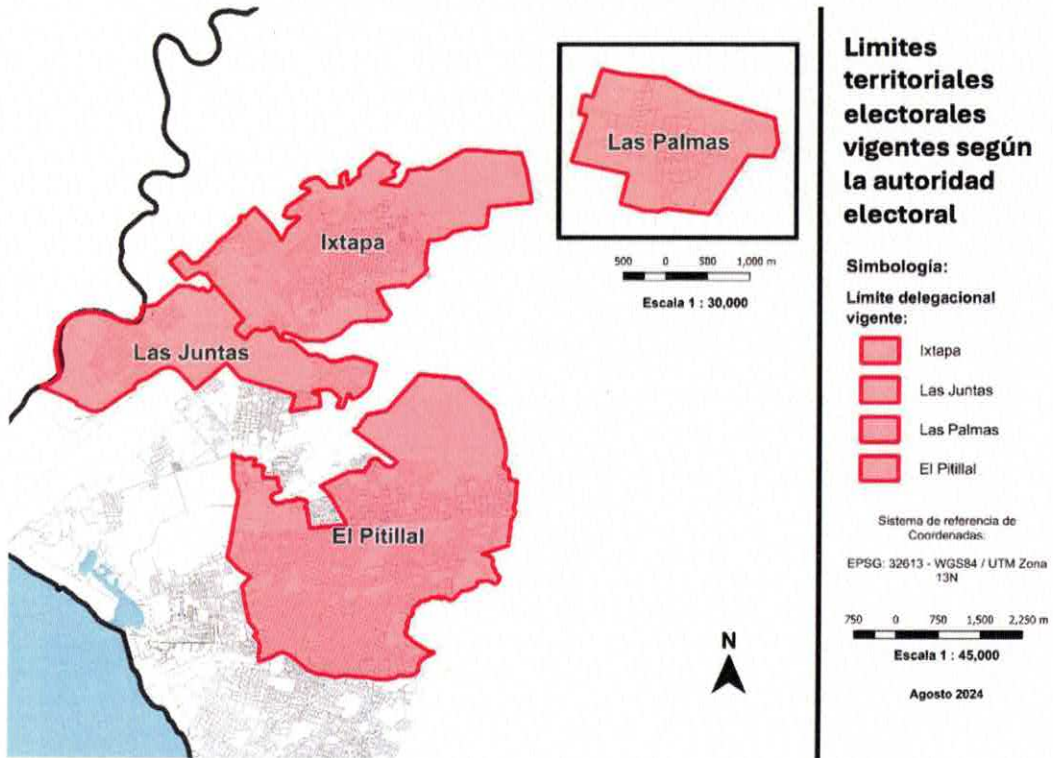 Ixtapa
Las Juntas
El Pitillal
Las Palmas
500 0 500 1,000 m
Escala 1 : 30,000
N
Limites
territoriales
electorales
vigentes según
la autoridad
electoral
Simbología:
Límite delegacional
vigente:
Ixtapa
Las Juntas
Las Palmas
El Pitillal
Sistema de referencia de
Coordenadas:
EPSG: 32613 - WGS84 / UTM Zona
13N
750 0 750 1,500 2,250 m
Escala 1 : 45,000
Agosto 2024